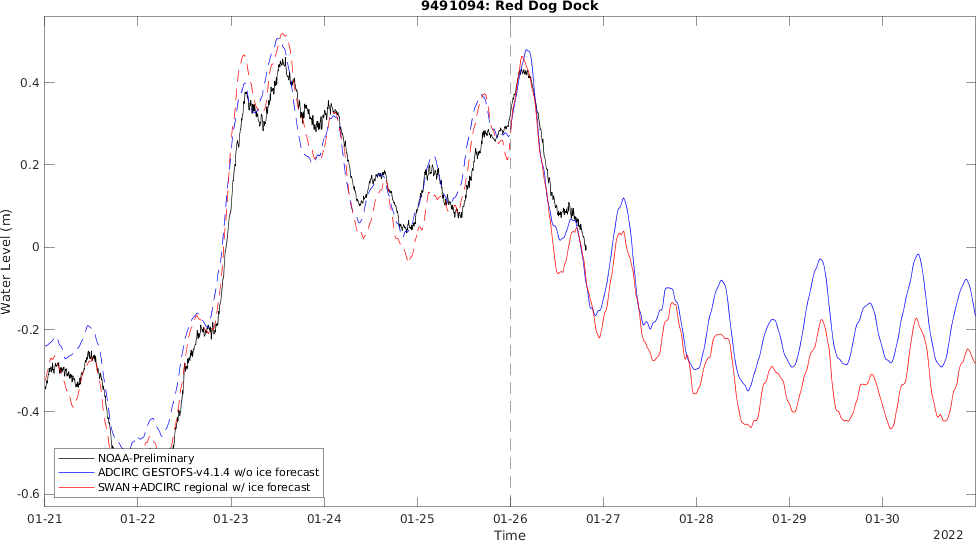 9491094: Red Dog Dock
Water Level (m)
0.4
0.2
0
-0.2
-0.4
-0.6
NOAA-Preliminary
ADCIRC GESTOFS-v4.1.4 w/o ice forecast
SWAN+ADCIRC regional w/ ice forecast
01-21 01-22 01-23 01-24 01-25 01-26 01-27 01-28 01-29 01-30
Time
2022